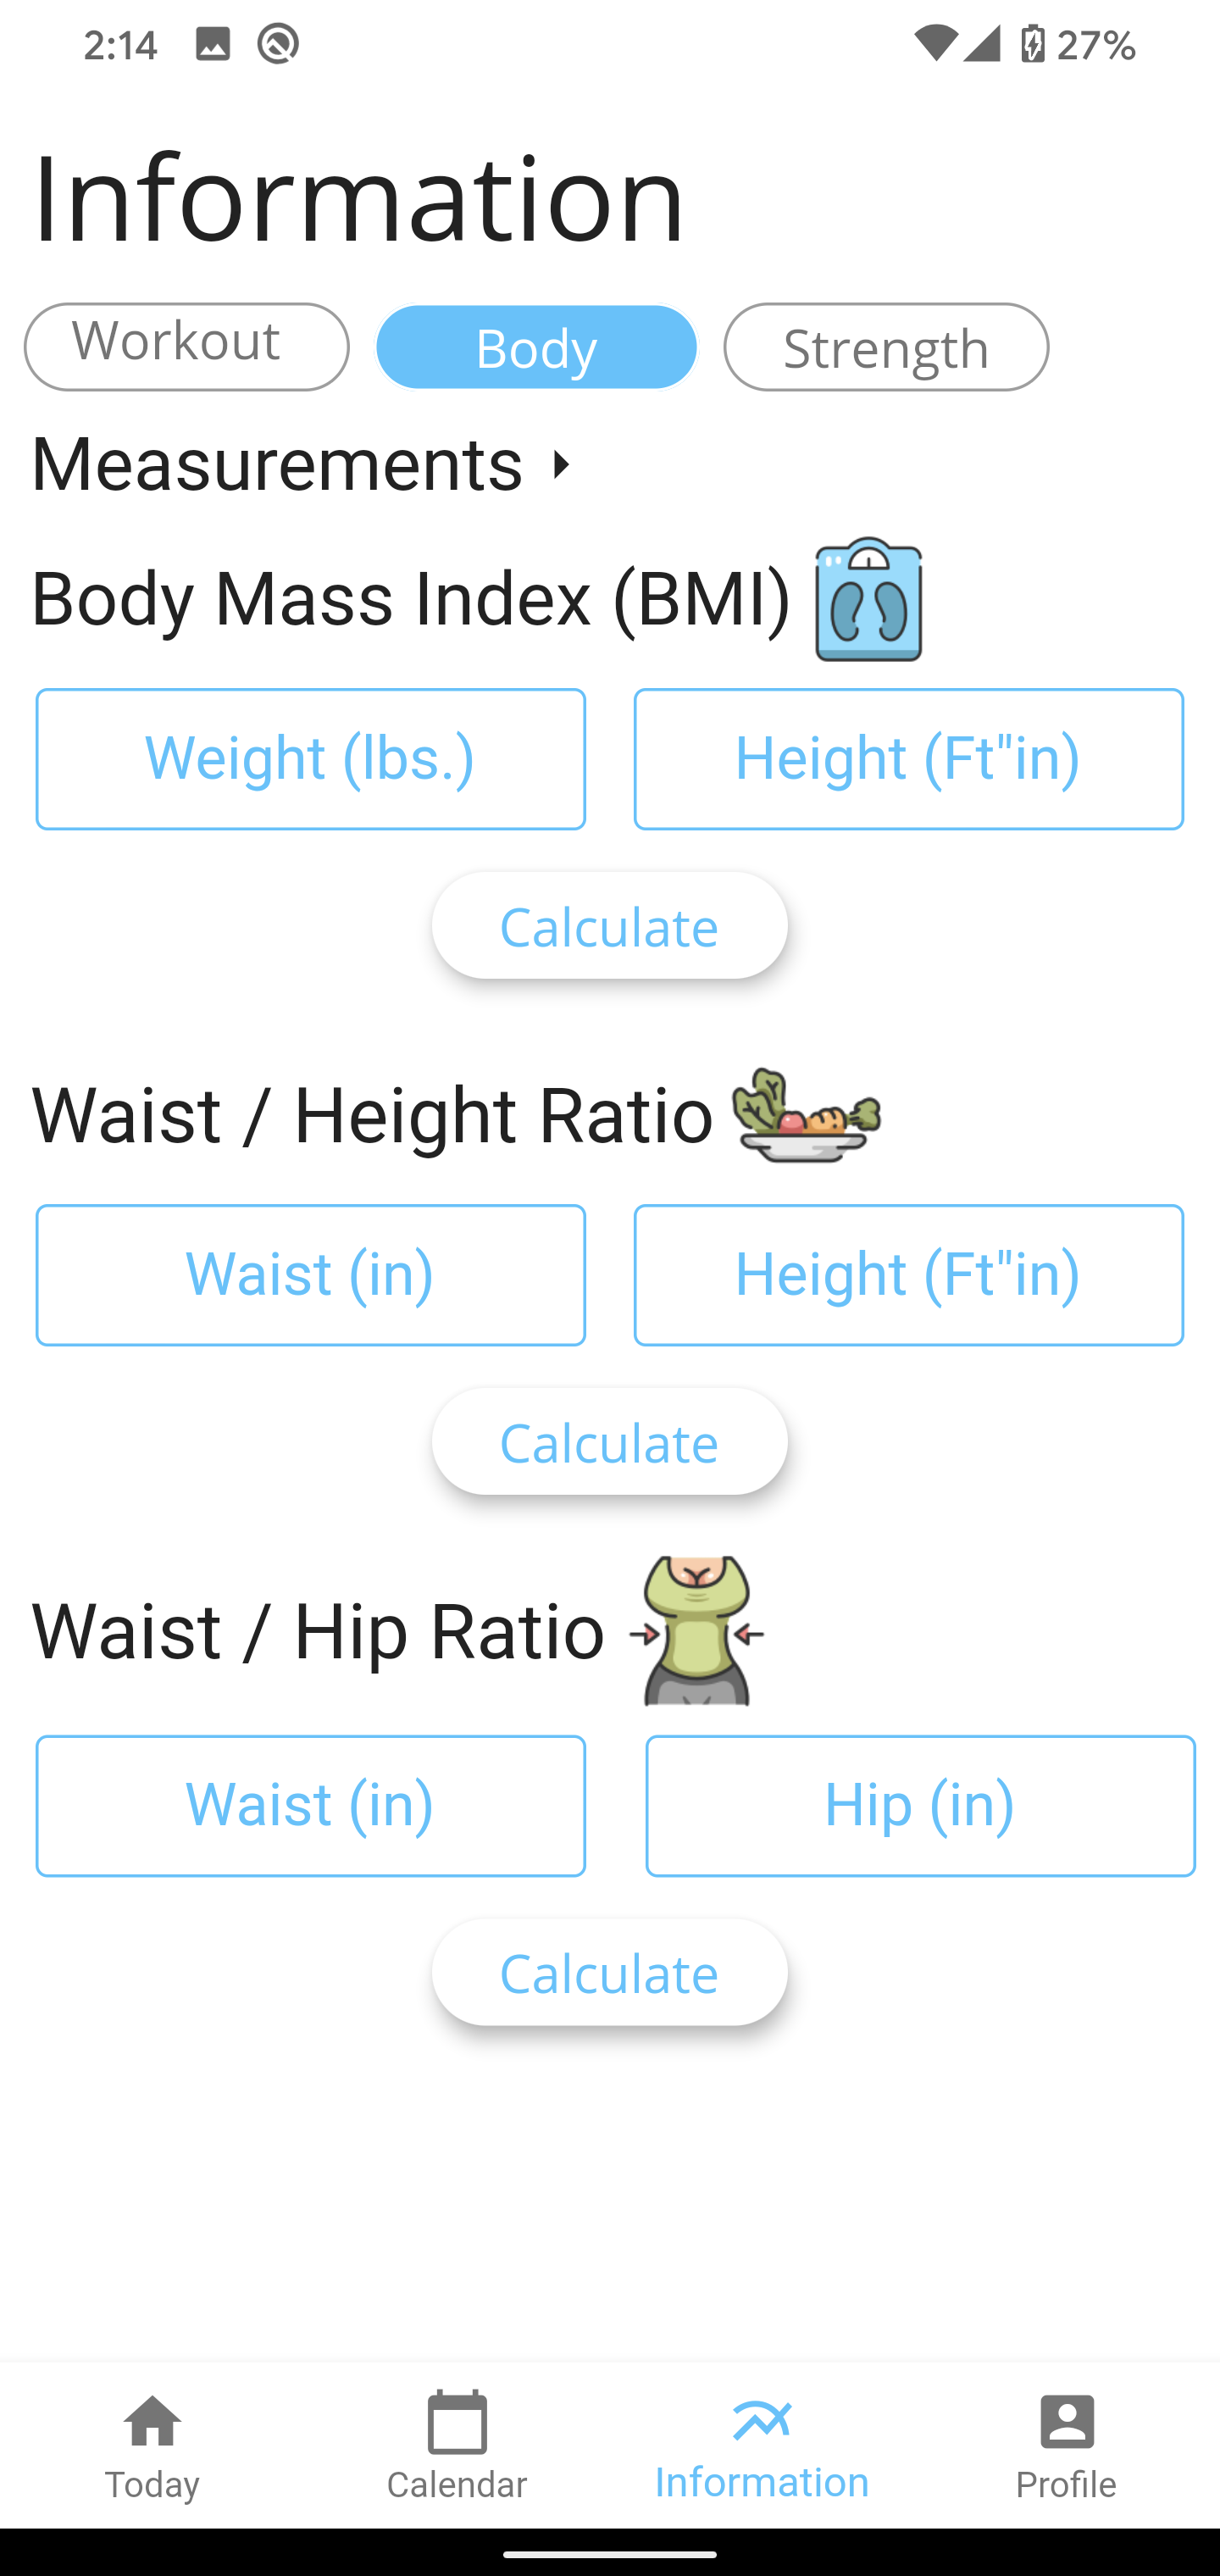 2:14 27%
Information
Workout Body Strength
Measurements
Body Mass Index (BMI)
Weight (lbs.) Height (Ft"in)
Calculate
Waist / Height Ratio
Waist (in) Height (Ft"in)
Calculate
Waist / Hip Ratio
Waist (in) Hip (in)
Calculate
Today Calendar Information Profile